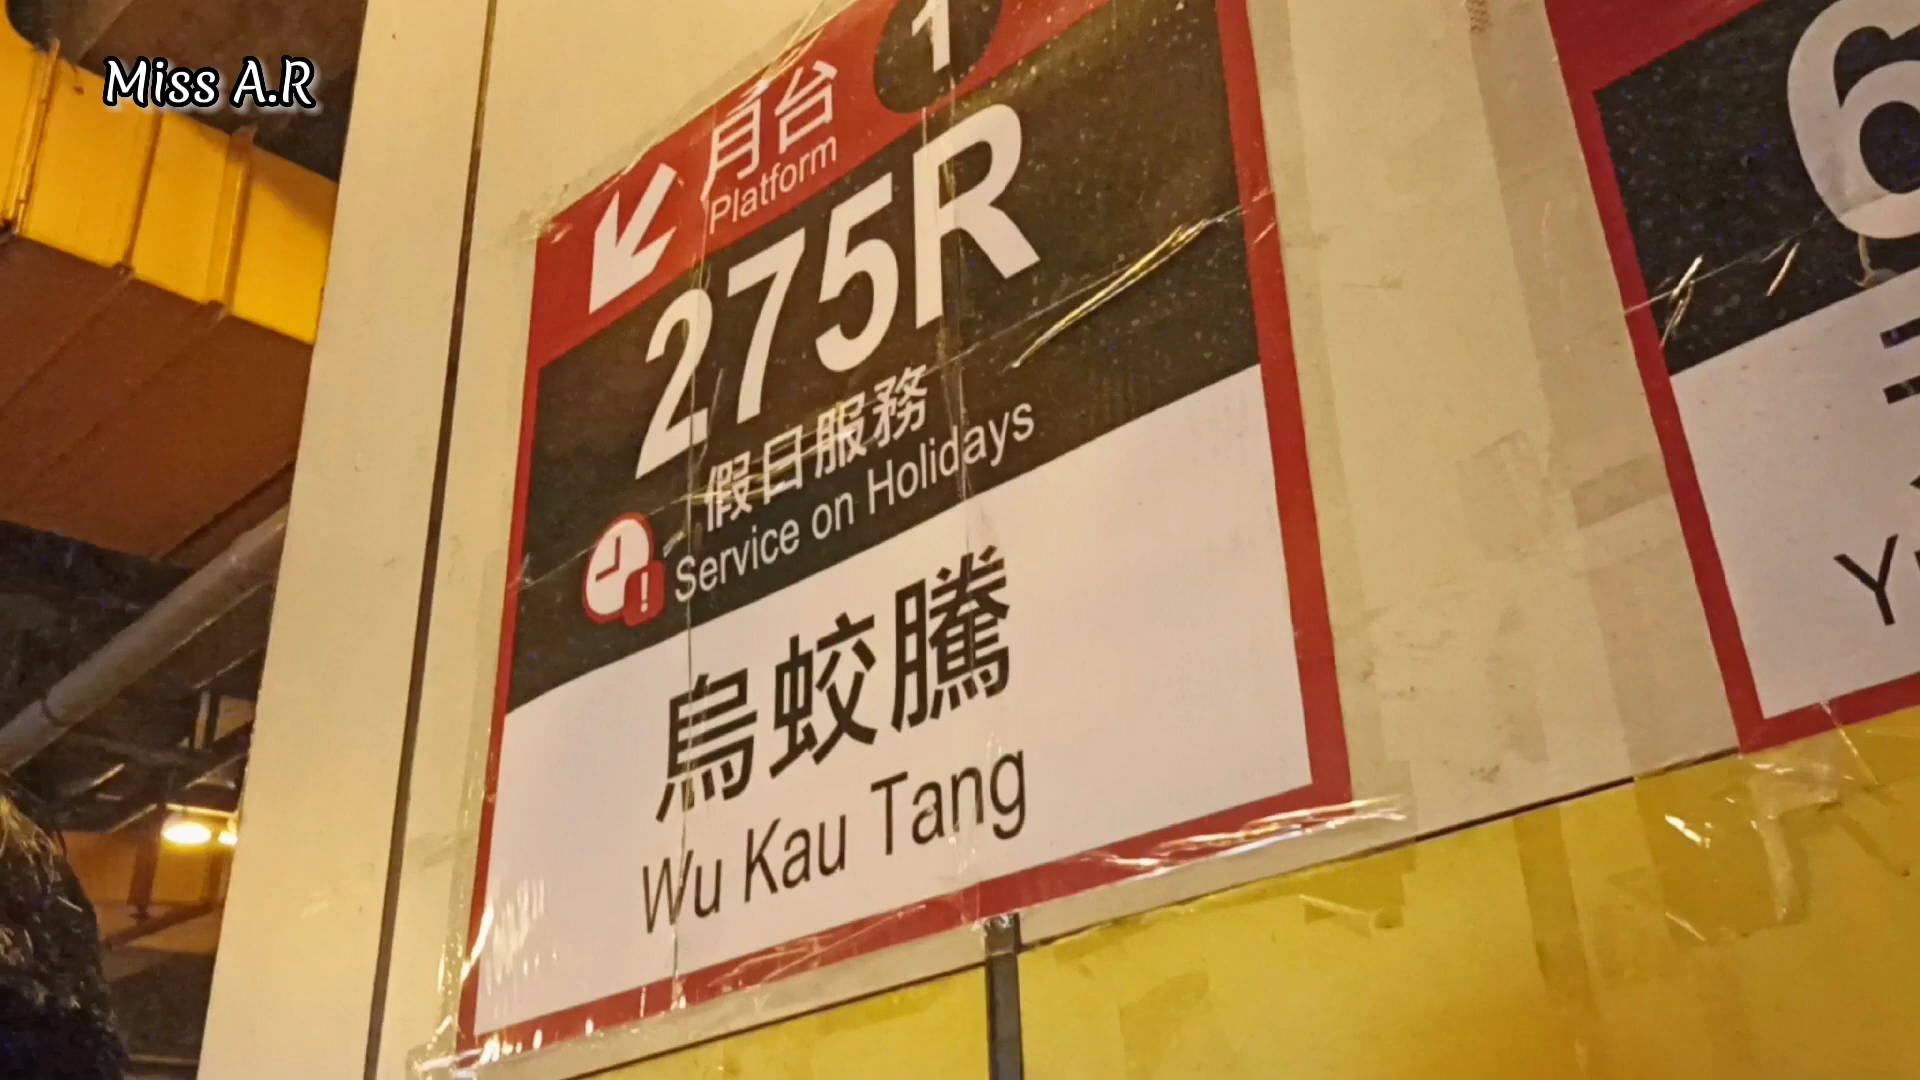 Miss A.R
月台 1
Platform
275R
假日服務
Service on Holidays
烏蛟騰
Wu Kau Tang
6